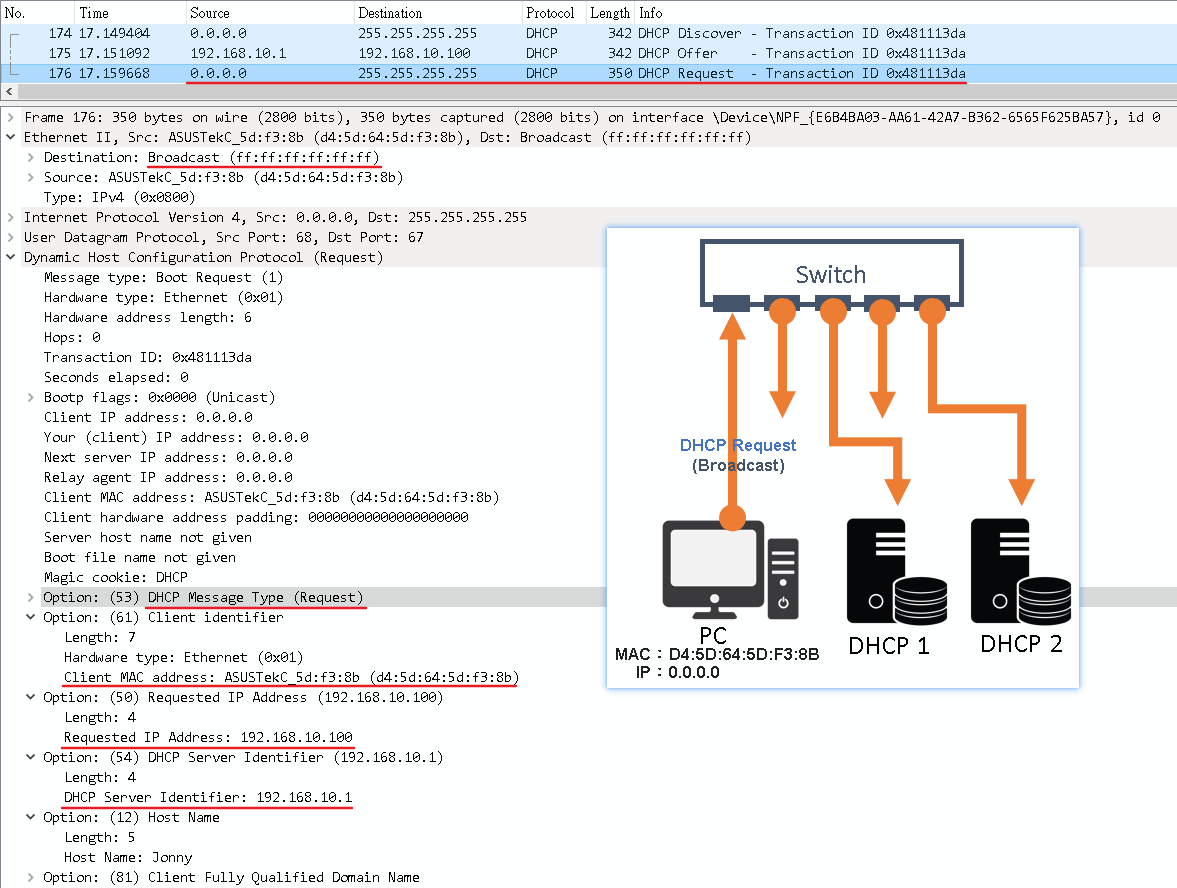 No. Time Source Destination Protocol Length Info
174 17.149404 0.0.0.0 255.255.255.255 DHCP 342 DHCP Discover - Transaction ID 0x481113da
175 17.151092 192.168.10.1 192.168.10.100 DHCP 342 DHCP Offer - Transaction ID 0x481113da
176 17.159668 0.0.0.0 255.255.255.255 DHCP 350 DHCP Request - Transaction ID 0x481113da
Frame 176: 350 bytes on wire (2800 bits), 350 bytes captured (2800 bits) on interface \Device\NPF_{E6B4BA03-AA61-42A7-B362-6565F625BA57}, id 0
Ethernet II, Src: ASUSTekC_5d:f3:8b (d4:5d:64:5d:f3:8b), Dst: Broadcast (ff:ff:ff:ff:ff:ff)
Destination: Broadcast (ff:ff:ff:ff:ff:ff)
Source: ASUSTekC_5d:f3:8b (d4:5d:64:5d:f3:8b)
Type: IPv4 (0x0800)
Internet Protocol Version 4, Src: 0.0.0.0, Dst: 255.255.255.255
User Datagram Protocol, Src Port: 68, Dst Port: 67
Dynamic Host Configuration Protocol (Request)
Message type: Boot Request (1)
Hardware type: Ethernet (0x01)
Hardware address length: 6
Hops: 0
Transaction ID: 0x481113da
Seconds elapsed: 0
Bootp flags: 0x0000 (Unicast)
Client IP address: 0.0.0.0
Your (client) IP address: 0.0.0.0
Next server IP address: 0.0.0.0
Relay agent IP address: 0.0.0.0
Client MAC address: ASUSTekC_5d:f3:8b (d4:5d:64:5d:f3:8b)
Client hardware address padding: 00000000000000000000
Server host name not given
Boot file name not given
Magic cookie: DHCP
Option: (53) DHCP Message Type (Request)
Option: (61) Client identifier
Length: 7
Hardware type: Ethernet (0x01)
Client MAC address: ASUSTekC_5d:f3:8b (d4:5d:64:5d:f3:8b)
Option: (50) Requested IP Address (192.168.10.100)
Length: 4
Requested IP Address: 192.168.10.100
Option: (54) DHCP Server Identifier (192.168.10.1)
Length: 4
DHCP Server Identifier: 192.168.10.1
Option: (12) Host Name
Length: 5
Host Name: Jonny
Option: (81) Client Fully Qualified Domain Name
Switch
DHCP Request
(Broadcast)
PC
MAC：D4:5D:64:5D:F3:8B
IP：0.0.0.0
DHCP 1
DHCP 2